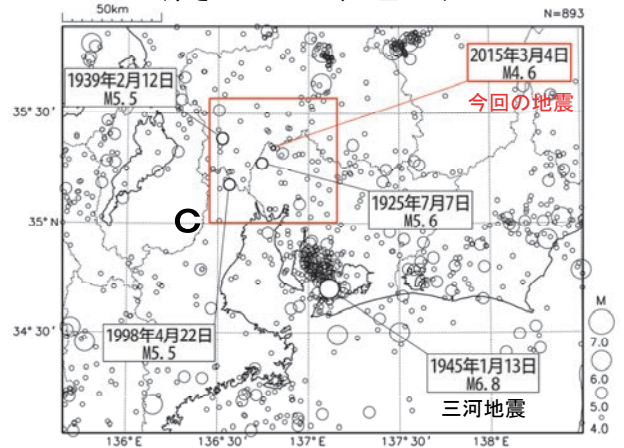 50km
N=893
2015年3月4日
M4.6
今回の地震
1939年2月12日
M5.5
35°30'
1925年7月7日
M5.6
35°N
C
34°30'
1998年4月22日
M5.5
1945年1月13日
M6.8
三河地震
M
7.0
6.0
5.0
4.0
136°E
136°30'
137°E
137°30'
138°E